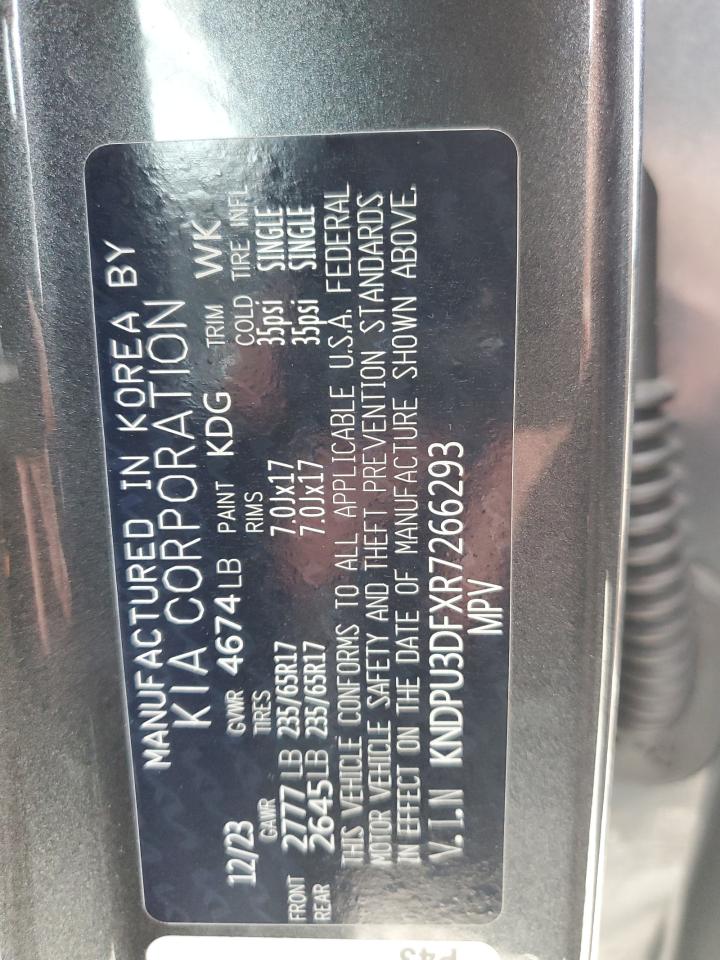 MANUFACTURED IN KOREA BY
KIA CORPORATION
12/23 GVWR 4674LB PAINT KDG TRIM WK
GAWR TIRES RIMS COLD TIRE INFL
FRONT 2777 LB 235/65R17 7.0Jx17 35psi SINGLE
REAR 2645LB 235/65R17 7.0Jx17 35psi SINGLE
THIS VEHICLE CONFORMS TO ALL APPLICABLE U.S.A. FEDERAL
MOTOR VEHICLE SAFETY AND THEFT PREVENTION STANDARDS
IN EFFECT ON THE DATE OF MANUFACTURE SHOWN ABOVE.
V.I.N KNDPU3DFXR7266293
MPV